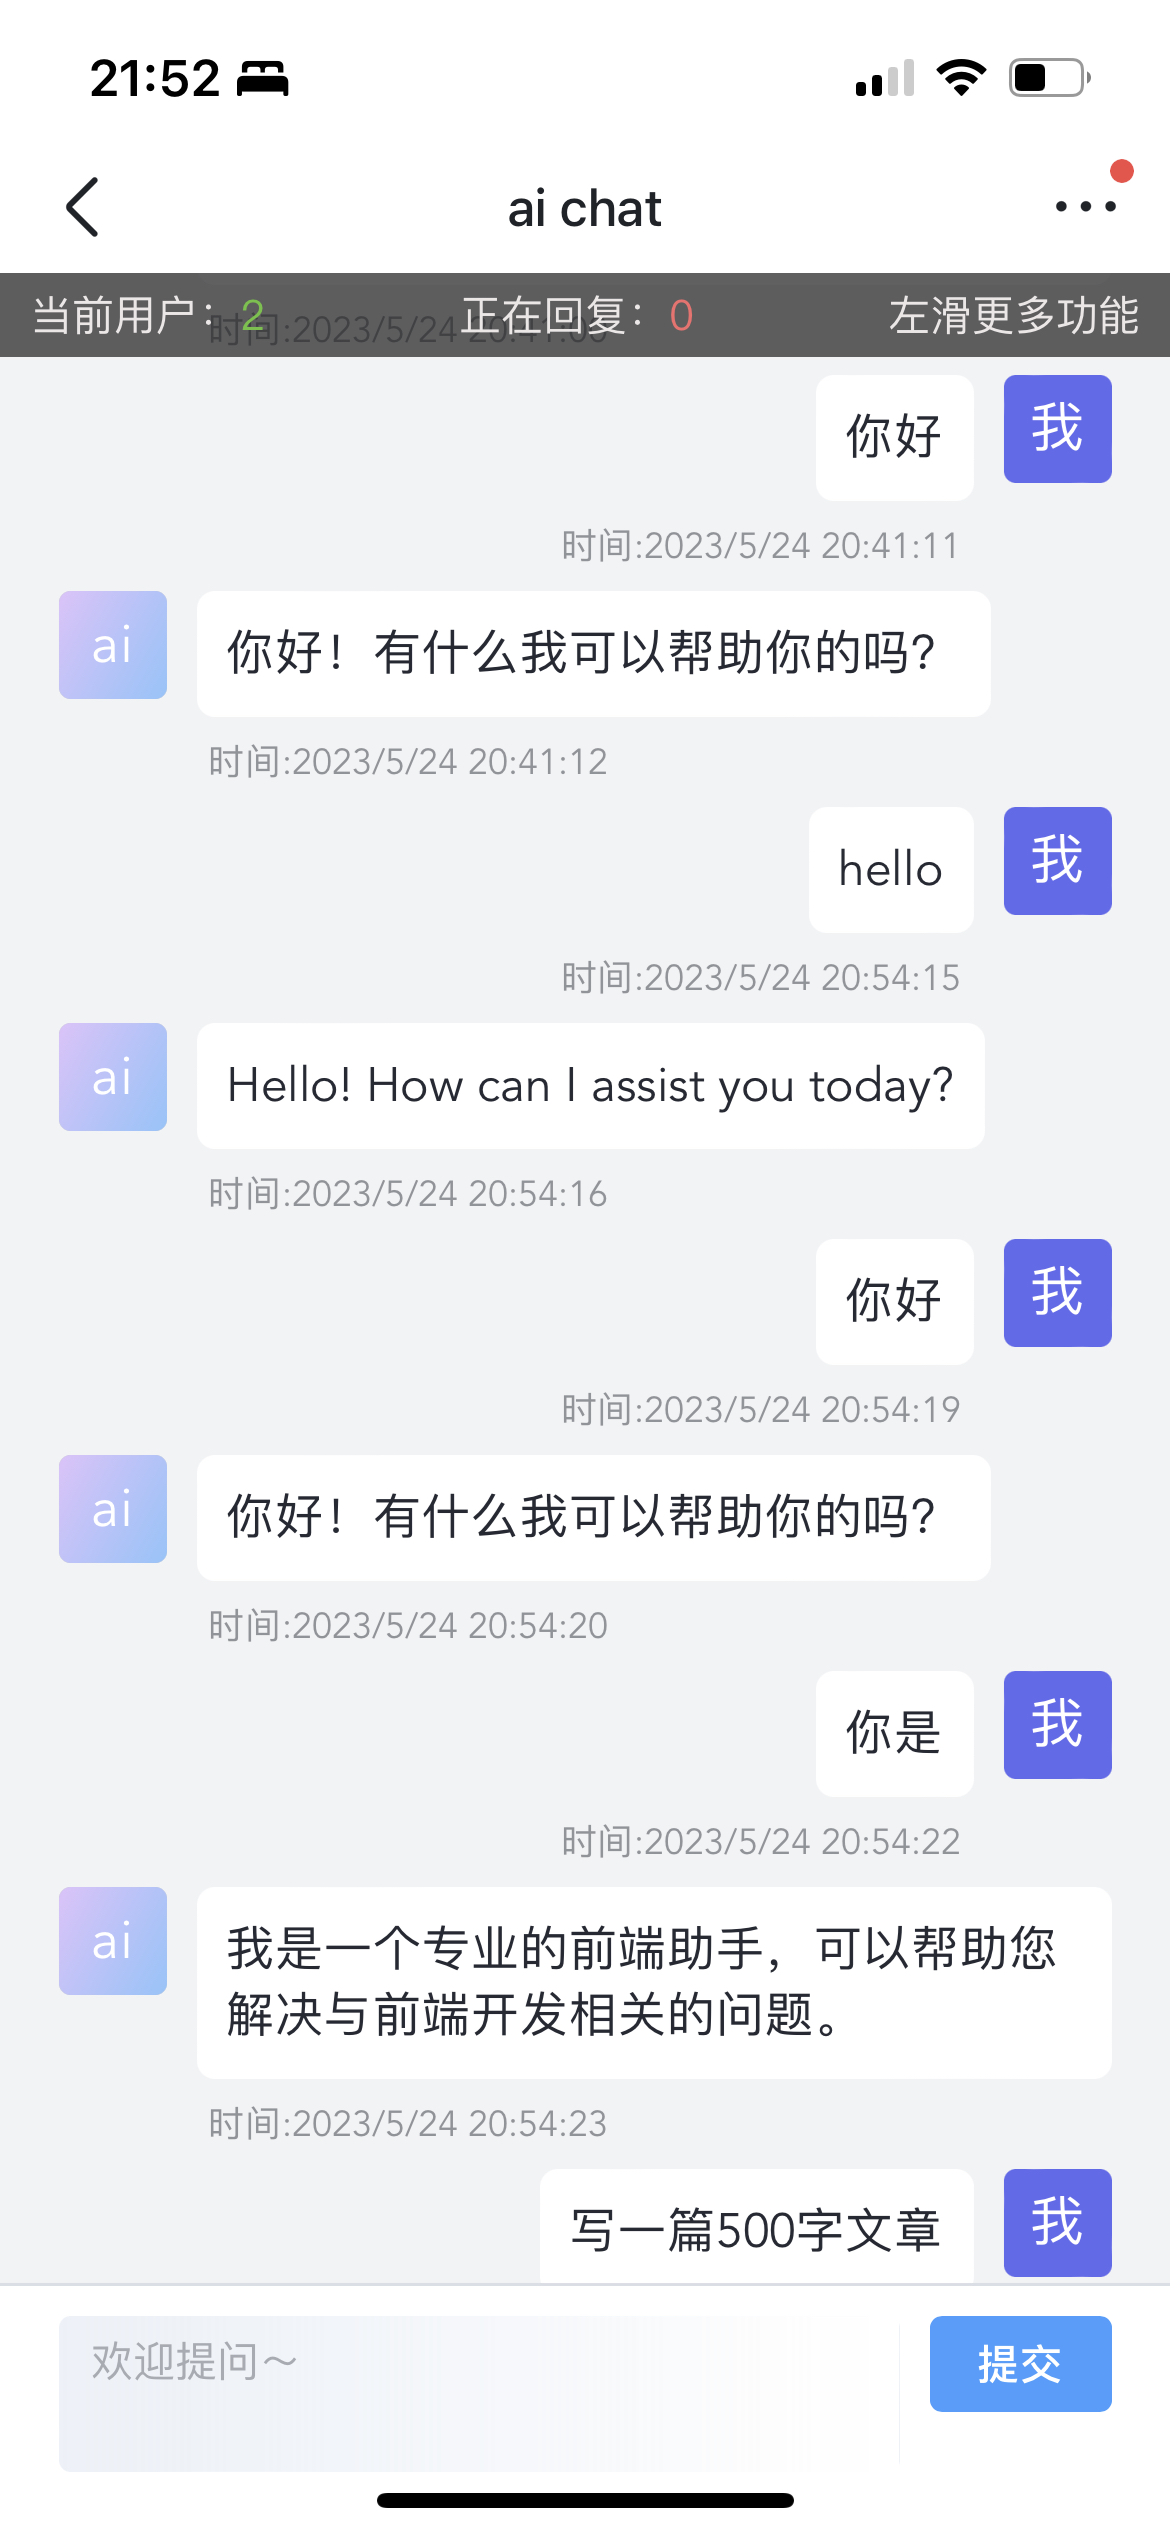 21:52
ai chat
当前用户：2 正在回复：0 左滑更多功能
时间:2023/5/24 20:41:
你好
我
时间:2023/5/24 20:41:11
ai
你好！有什么我可以帮助你的吗?
时间:2023/5/24 20:41:12
hello
我
时间:2023/5/24 20:54:15
ai
Hello! How can I assist you today?
时间:2023/5/24 20:54:16
你好
我
时间:2023/5/24 20:54:19
ai
你好！有什么我可以帮助你的吗?
时间:2023/5/24 20:54:20
你是
我
时间:2023/5/24 20:54:22
ai
我是一个专业的前端助手，可以帮助您
解决与前端开发相关的问题。
时间:2023/5/24 20:54:23
写一篇500字文章
我
欢迎提问～
提交